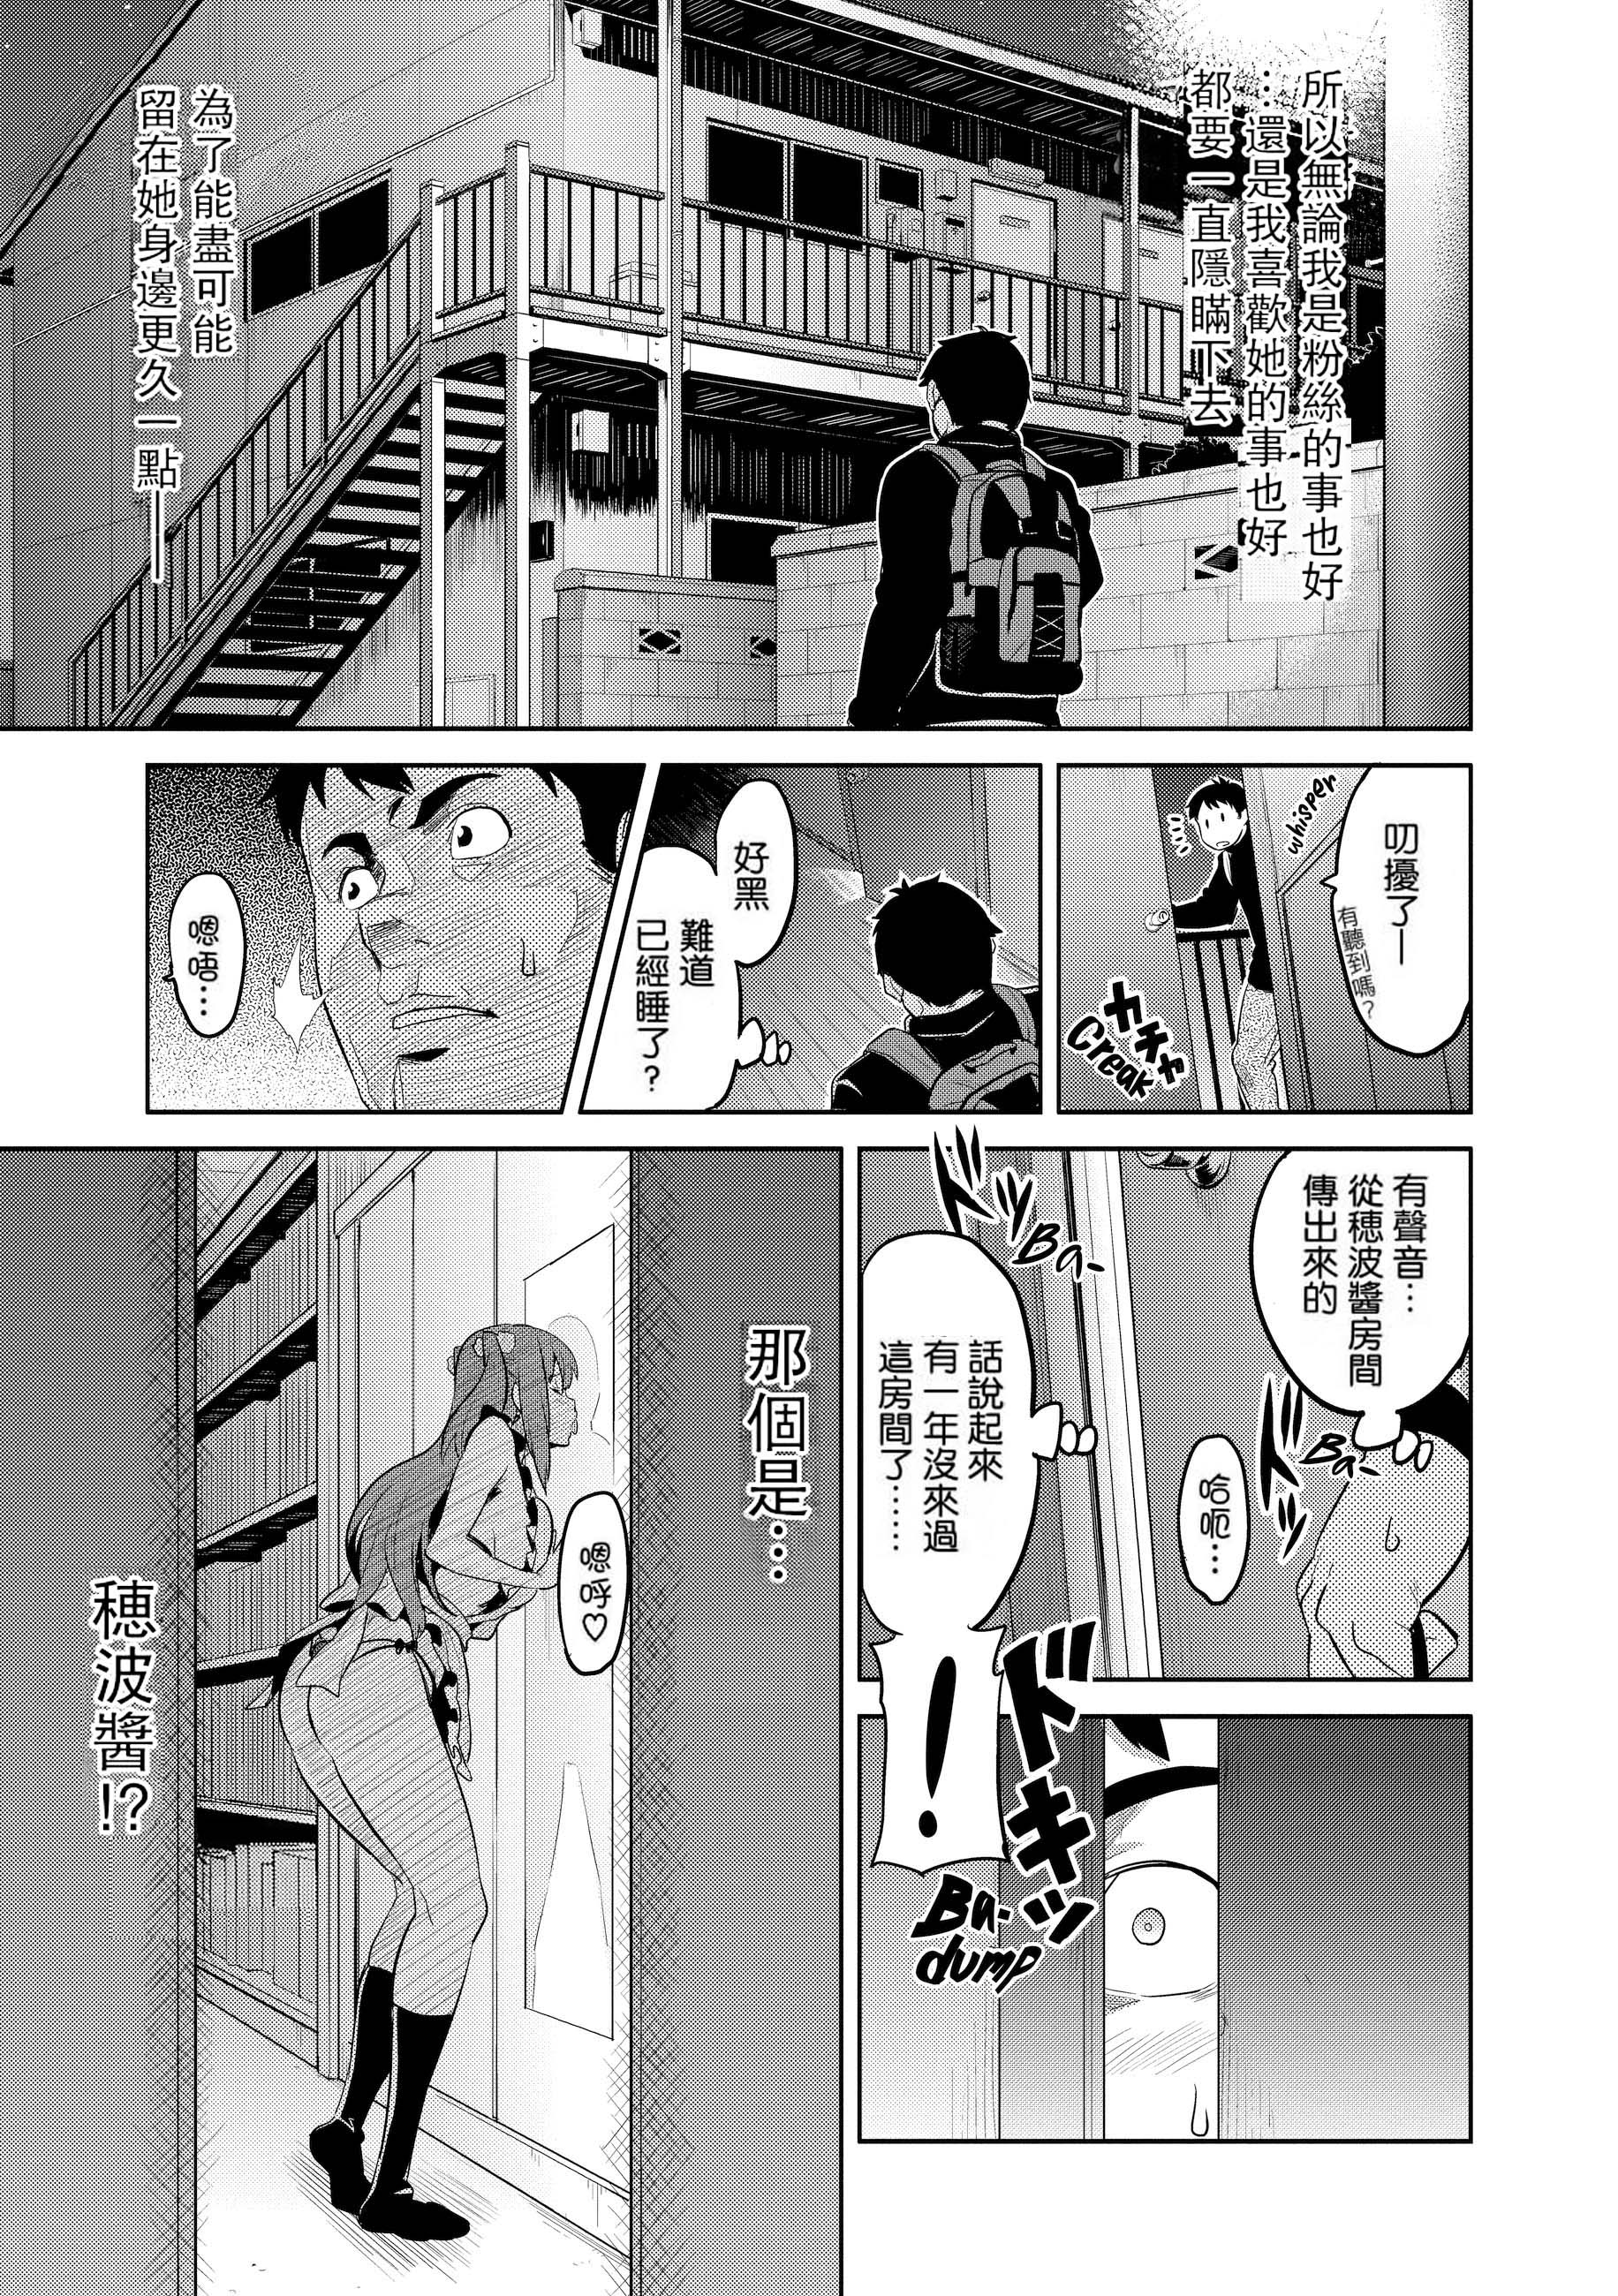 所以無論我是粉絲的事也好
…還是我喜歡她的事也好
都要一直隱瞞下去
為了能盡可能
留在她身邊更久一點——
叨擾了—
有聽到嗎？
whisper
カチャ
Creak
好黑
難道
已經睡了？
嗯唔…
有聲音…
從穂波醬房間
傳出來的
ドッ
Ba-
哈呃…
ドッ
Ba-
話說起來
有一年沒來過
這房間了……
！
ドキッ
Ba-
dump
那個是…
嗯呼♡
穂波醬!?